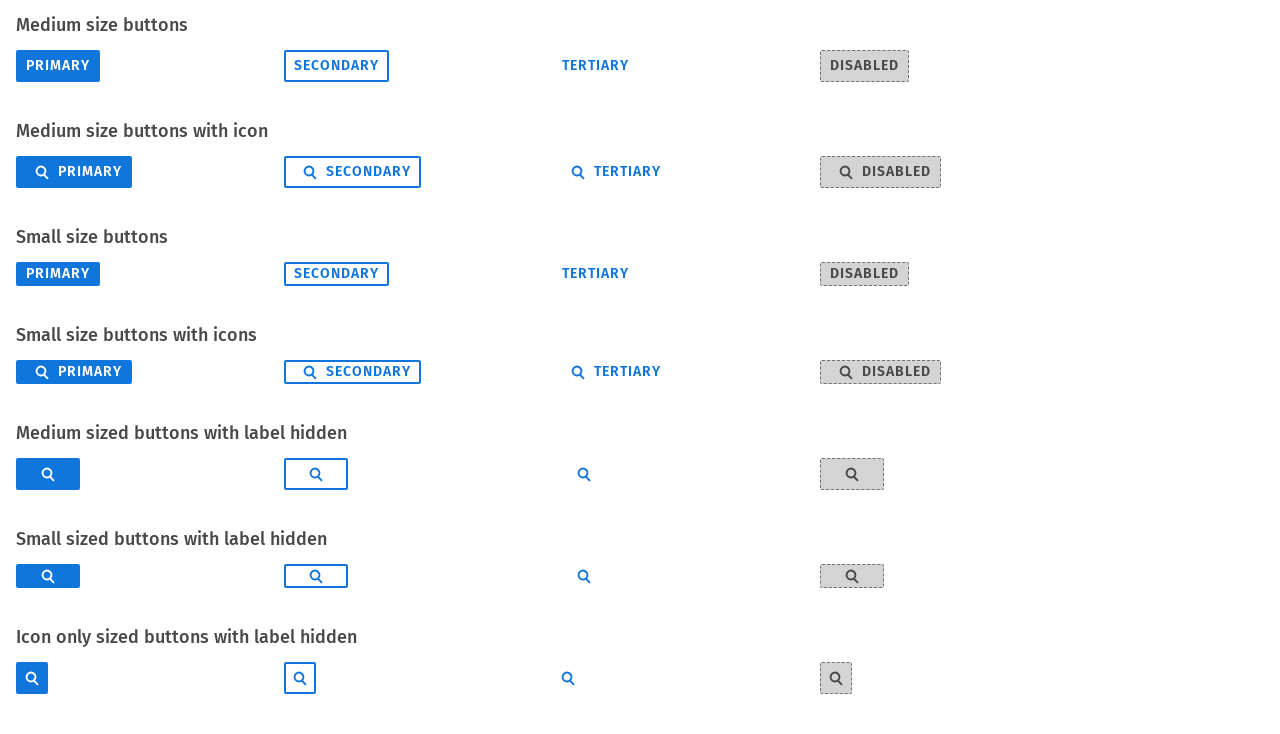 Medium size buttons
PRIMARY SECONDARY TERTIARY DISABLED
Medium size buttons with icon
PRIMARY SECONDARY TERTIARY DISABLED
Small size buttons
PRIMARY SECONDARY TERTIARY DISABLED
Small size buttons with icons
PRIMARY SECONDARY TERTIARY DISABLED
Medium sized buttons with label hidden
Small sized buttons with label hidden
Icon only sized buttons with label hidden